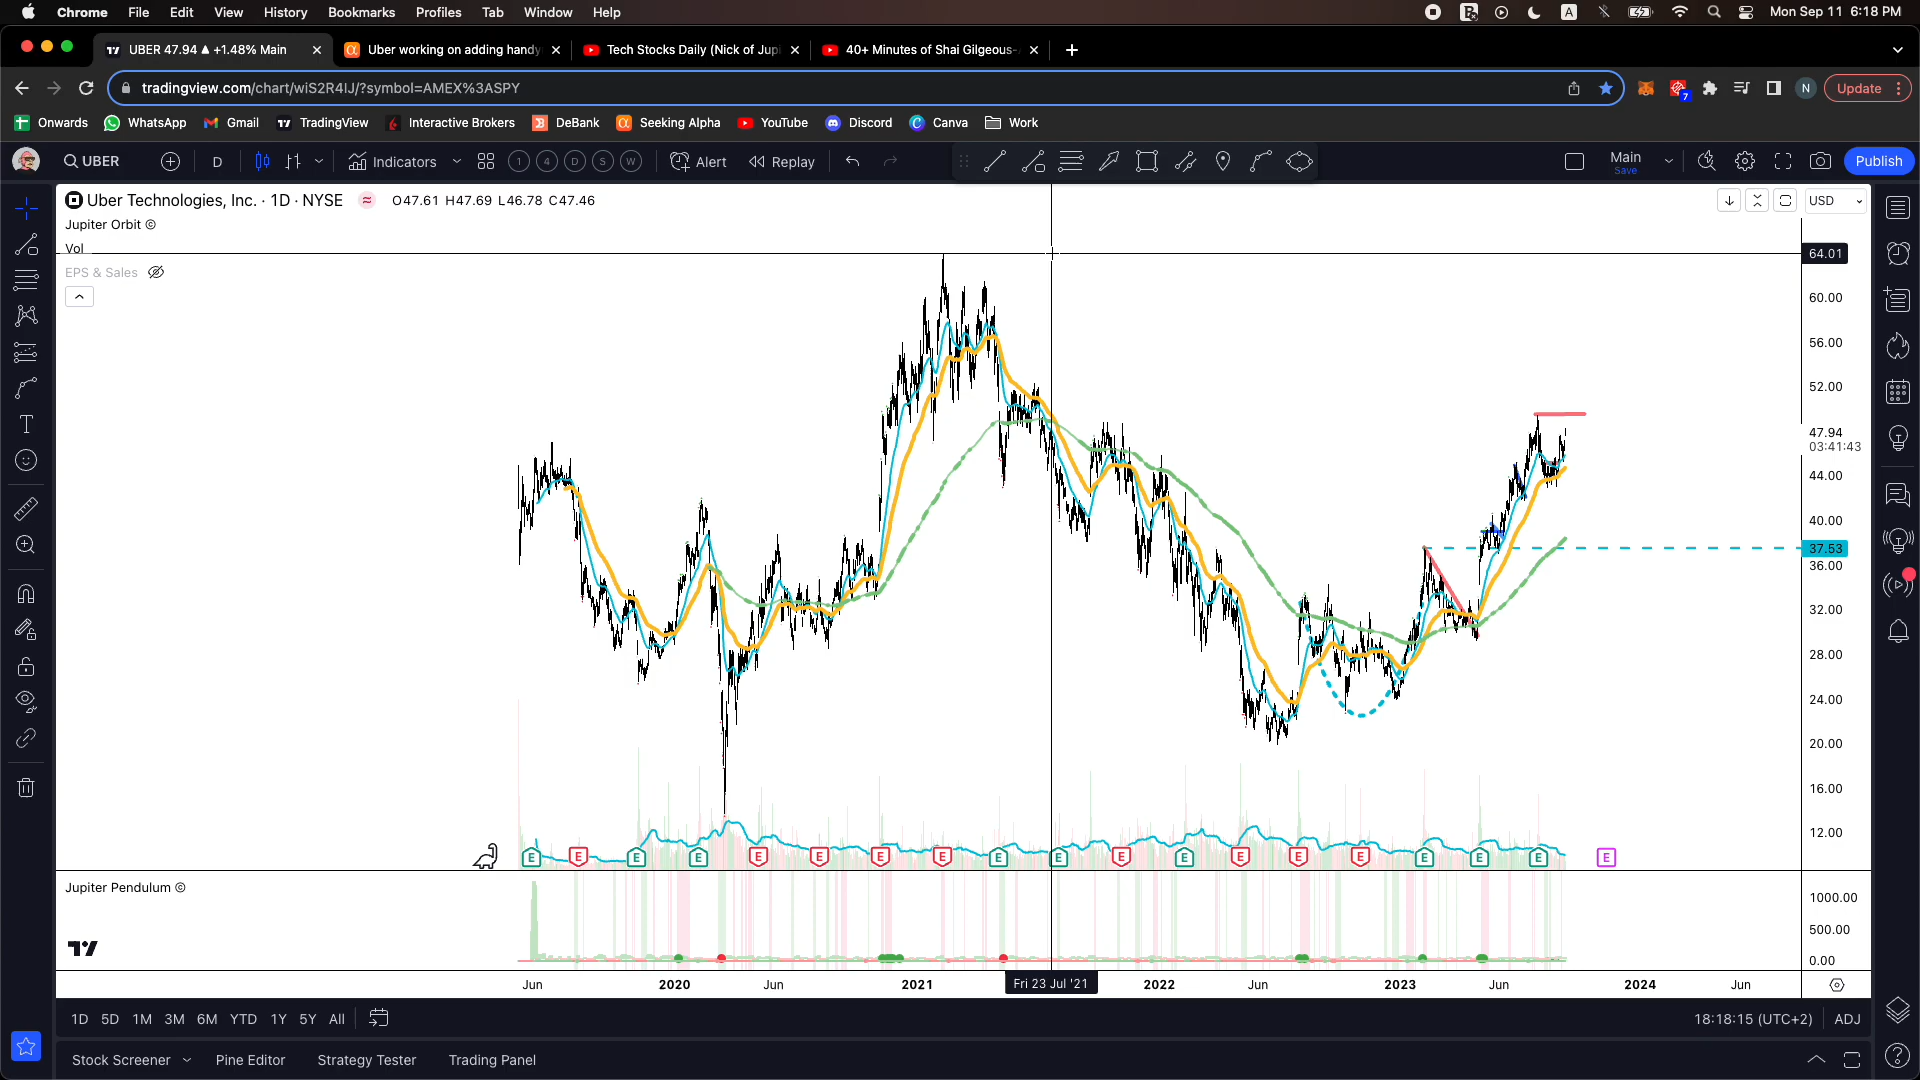 Chrome File Edit View History Bookmarks Profiles Tab Window Help A Mon Sep 11 6:18 PM
UBER 47.94 ▲ +1.48% Main Uber working on adding handy Tech Stocks Daily (Nick of Jupi 40+ Minutes of Shai Gilgeous-
tradingview.com/chart/wiS2R4lJ/?symbol=AMEX%3ASPY 7 N Update
Onwards WhatsApp Gmail TradingView Interactive Brokers DeBank Seeking Alpha YouTube Discord Canva Work
UBER D Indicators 1 4 D S W Alert Replay Main Publish
Save
Uber Technologies, Inc. · 1D · NYSE O47.61 H47.69 L46.78 C47.46 USD
Jupiter Orbit
Vol
64.01
EPS & Sales
60.00
56.00
52.00
47.94
03:41:43
44.00
40.00
37.53
36.00
32.00
28.00
24.00
20.00
16.00
12.00
E E E E E E E E E E E E E E E E E E E
Jupiter Pendulum
1000.00
500.00
0.00
Jun 2020 Jun 2021 Fri 23 Jul '21 2022 Jun 2023 Jun 2024 Jun
1D 5D 1M 3M 6M YTD 1Y 5Y All 18:18:15 (UTC+2) ADJ
Stock Screener Pine Editor Strategy Tester Trading Panel